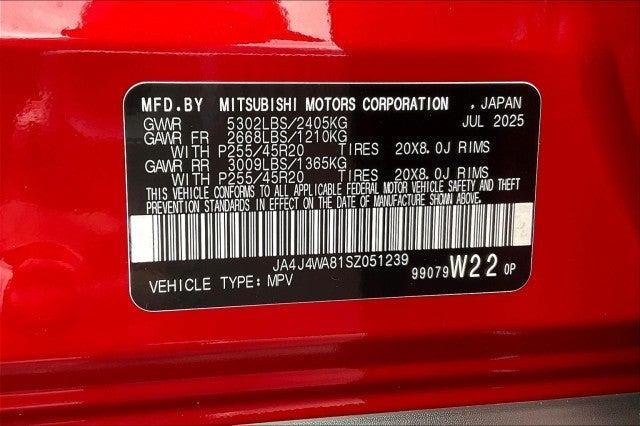 MFD.BY MITSUBISHI MOTORS CORPORATION , JAPAN
GVWR 5302LBS/2405KG JUL 2025
GAWR FR 2668LBS/1210KG
WITH P255/45R20 TIRES 20X8.0J RIMS
GAWR RR 3009LBS/1365KG
WITH P255/45R20 TIRES 20X8.0J RIMS
THIS VEHICLE CONFORMS TO ALL APPLICABLE FEDERAL MOTOR VEHICLE SAFETY AND THEFT
PREVENTION STANDARDS IN EFFECT ON THE DATE OF MANUFACTURE SHOWN ABOVE.
JA4J4WA81SZ051239
99079 W22 0P
VEHICLE TYPE: MPV